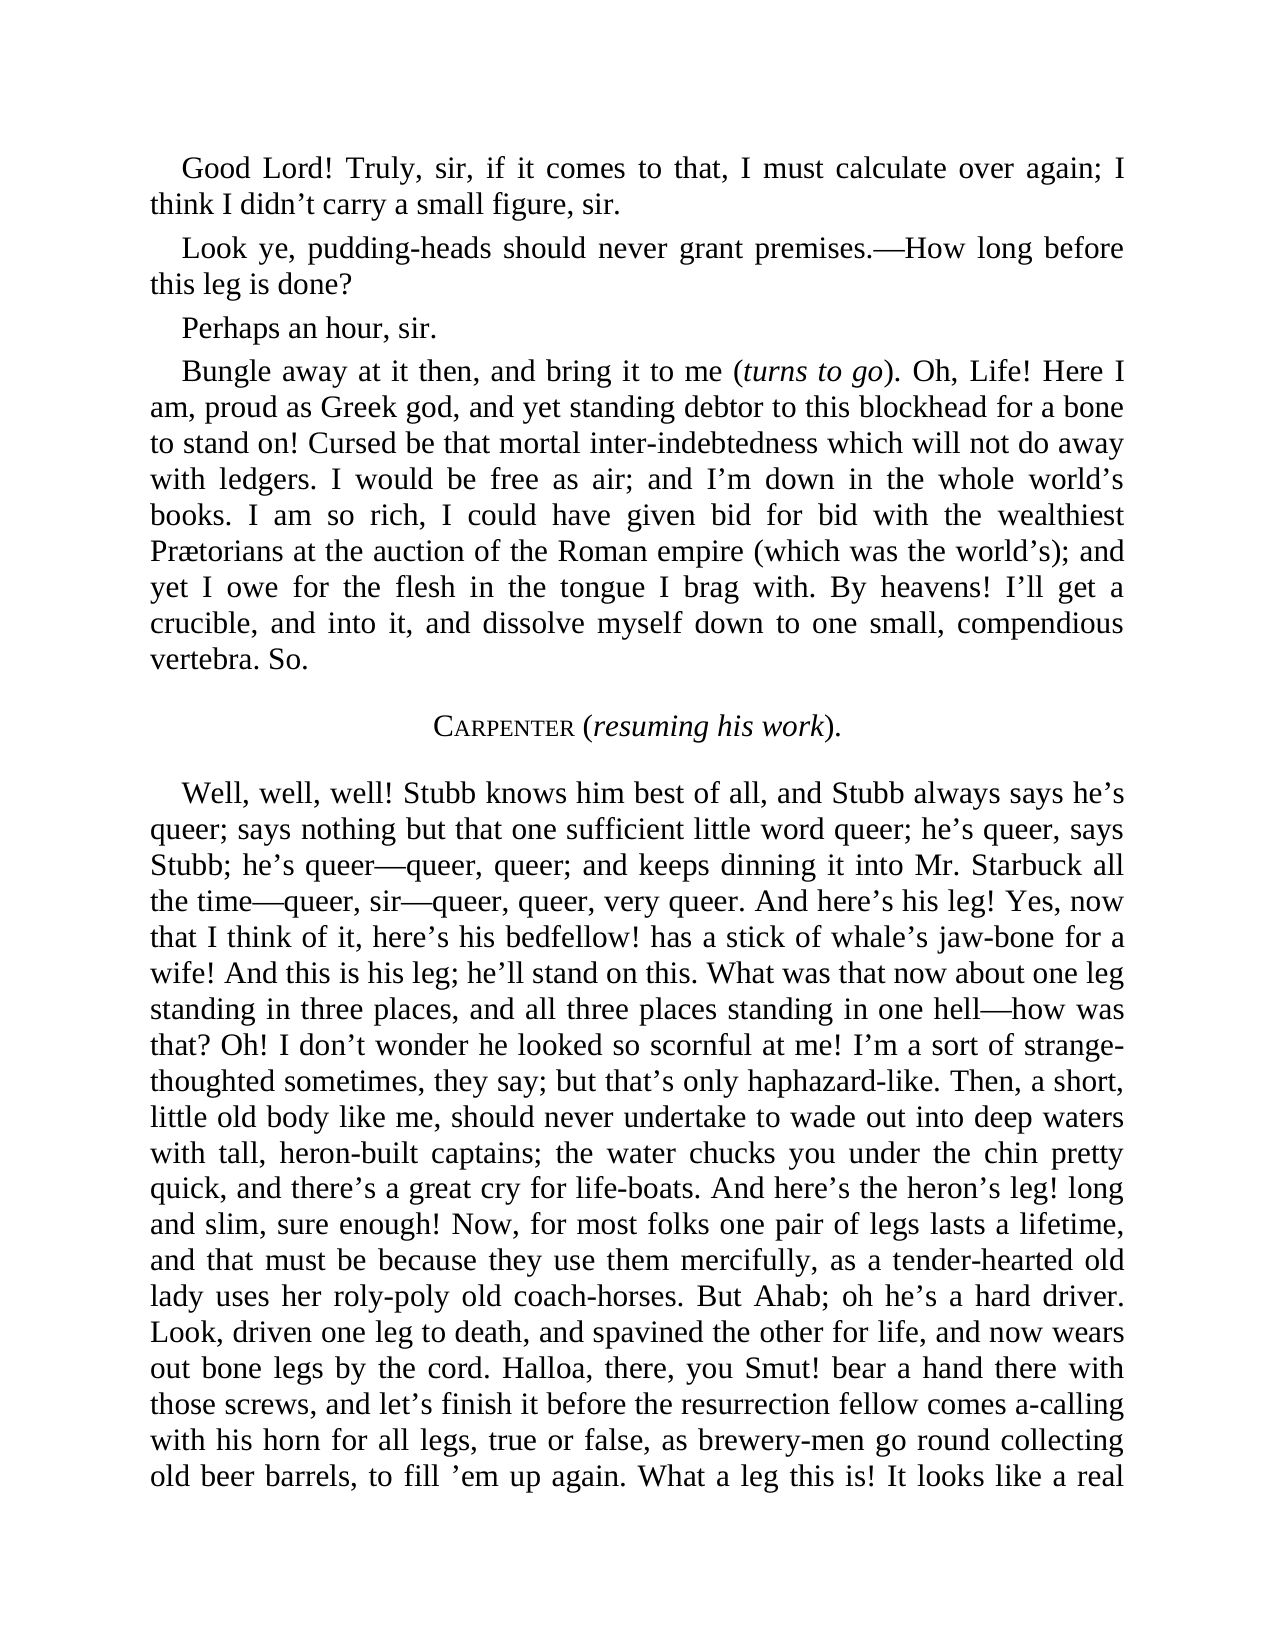 Good Lord! Truly, sir, if it comes to that, I must calculate over again; I
think I didn’t carry a small figure, sir.
Look ye, pudding-heads should never grant premises.—How long before
this leg is done?
Perhaps an hour, sir.
Bungle away at it then, and bring it to me (turns to go). Oh, Life! Here I
am, proud as Greek god, and yet standing debtor to this blockhead for a bone
to stand on! Cursed be that mortal inter-indebtedness which will not do away
with ledgers. I would be free as air; and I’m down in the whole world’s
books. I am so rich, I could have given bid for bid with the wealthiest
Prætorians at the auction of the Roman empire (which was the world’s); and
yet I owe for the flesh in the tongue I brag with. By heavens! I’ll get a
crucible, and into it, and dissolve myself down to one small, compendious
vertebra. So.
CARPENTER (resuming his work).
Well, well, well! Stubb knows him best of all, and Stubb always says he’s
queer; says nothing but that one sufficient little word queer; he’s queer, says
Stubb; he’s queer—queer, queer; and keeps dinning it into Mr. Starbuck all
the time—queer, sir—queer, queer, very queer. And here’s his leg! Yes, now
that I think of it, here’s his bedfellow! has a stick of whale’s jaw-bone for a
wife! And this is his leg; he’ll stand on this. What was that now about one leg
standing in three places, and all three places standing in one hell—how was
that? Oh! I don’t wonder he looked so scornful at me! I’m a sort of strange-
thoughted sometimes, they say; but that’s only haphazard-like. Then, a short,
little old body like me, should never undertake to wade out into deep waters
with tall, heron-built captains; the water chucks you under the chin pretty
quick, and there’s a great cry for life-boats. And here’s the heron’s leg! long
and slim, sure enough! Now, for most folks one pair of legs lasts a lifetime,
and that must be because they use them mercifully, as a tender-hearted old
lady uses her roly-poly old coach-horses. But Ahab; oh he’s a hard driver.
Look, driven one leg to death, and spavined the other for life, and now wears
out bone legs by the cord. Halloa, there, you Smut! bear a hand there with
those screws, and let’s finish it before the resurrection fellow comes a-calling
with his horn for all legs, true or false, as brewery-men go round collecting
old beer barrels, to fill ’em up again. What a leg this is! It looks like a real